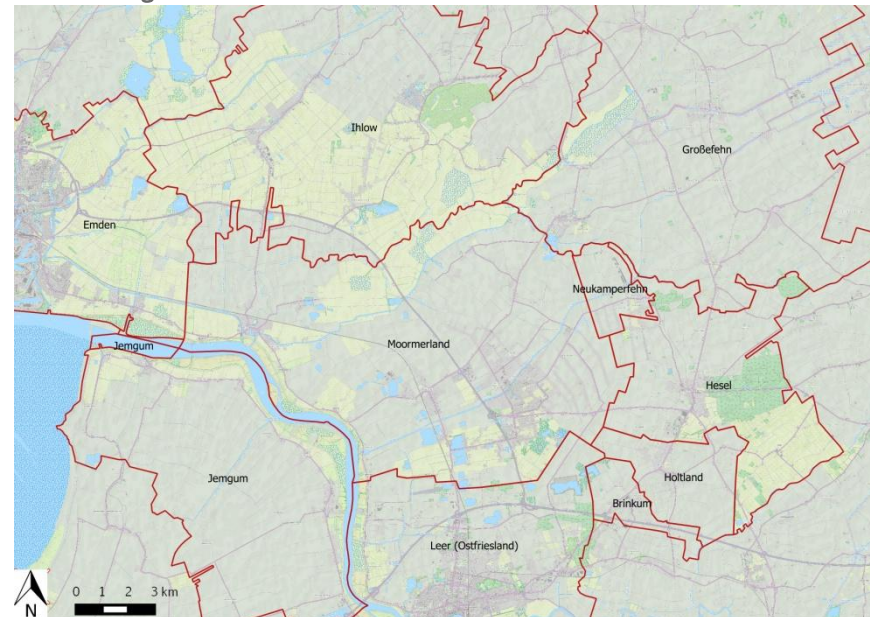 Ihlow
Großefehn
Emden
Neukamperfehn
Moormerland
Jemgum
Hesel
Jemgum
Holtland
Brinkum
Leer (Ostfriesland)
0 1 2 3 km
N